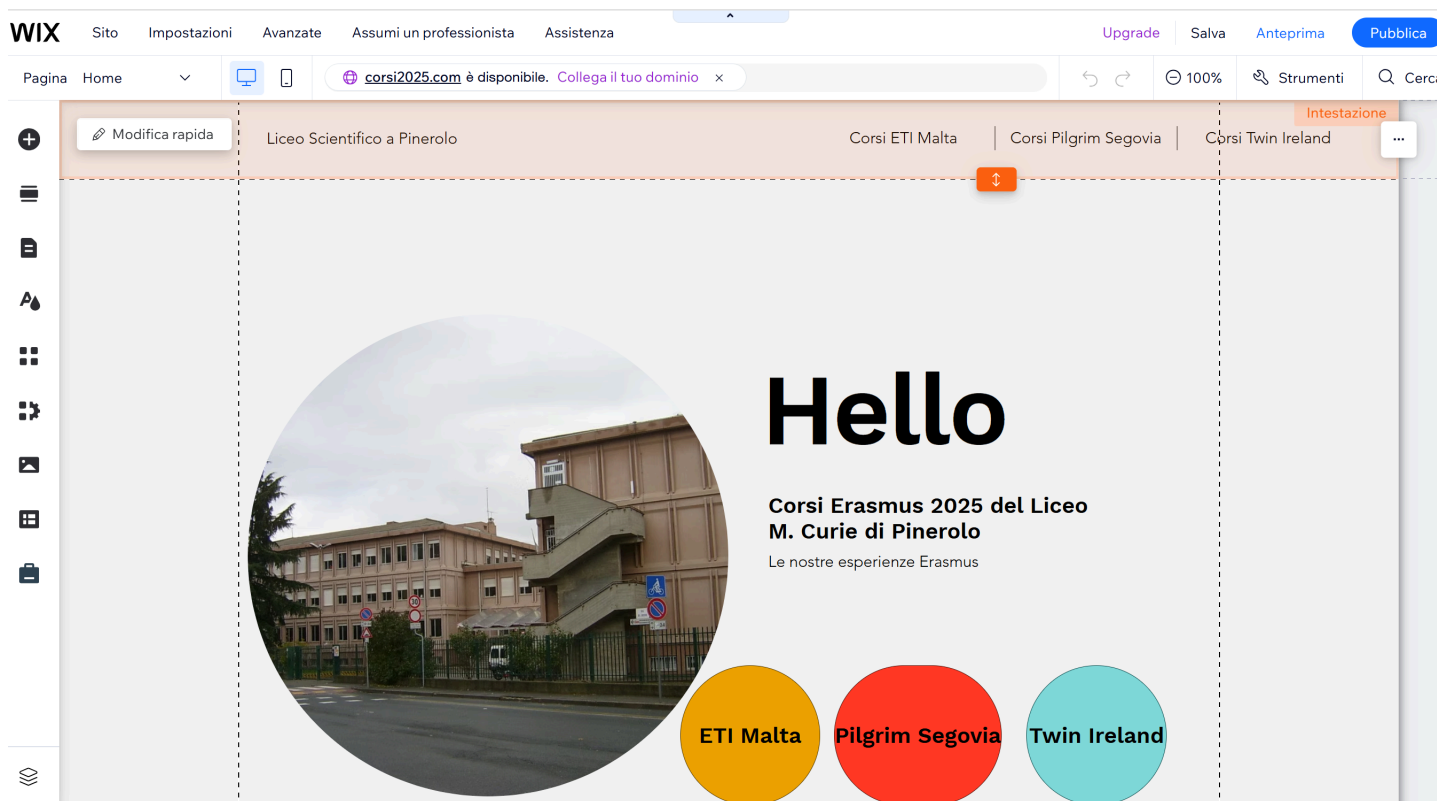 WIX Sito Impostazioni Avanzate Assumi un professionista Assistenza Upgrade Salva Anteprima Pubblica
Pagina Home corsi2025.com è disponibile. Collega il tuo dominio × 100% Strumenti Cerca
Intestazione
Modifica rapida Liceo Scientifico a Pinerolo Corsi ETI Malta Corsi Pilgrim Segovia Corsi Twin Ireland
Hello
Corsi Erasmus 2025 del Liceo
M. Curie di Pinerolo
Le nostre esperienze Erasmus
30
ETI Malta Pilgrim Segovia Twin Ireland